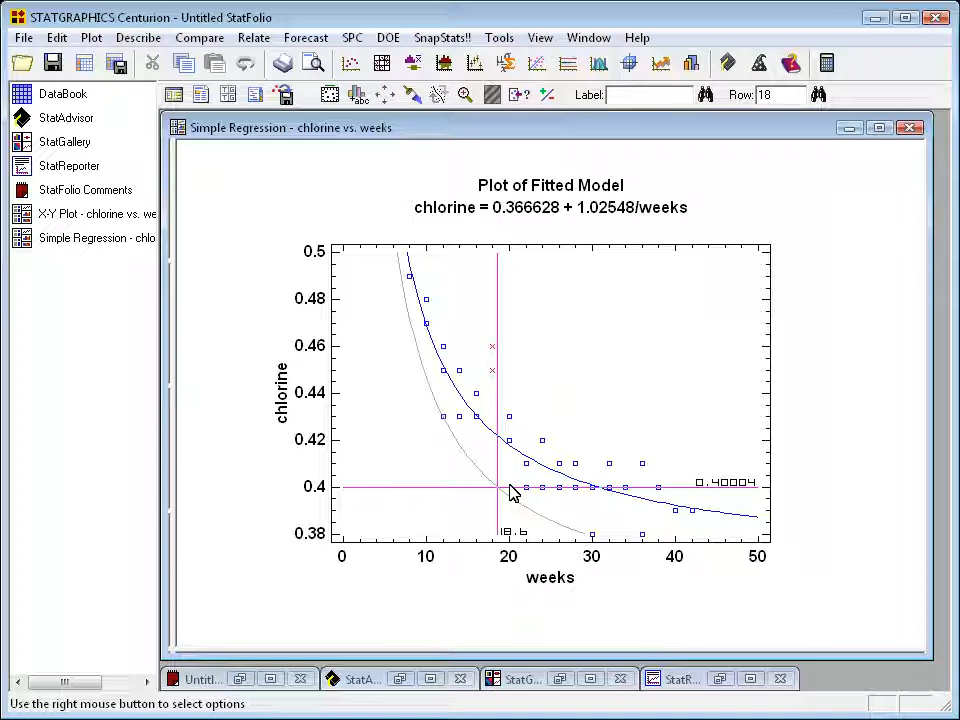 STATGRAPHICS Centurion - Untitled StatFolio
File Edit Plot Describe Compare Relate Forecast SPC DOE SnapStats!! Tools View Window Help
Label: Row: 18
DataBook
StatAdvisor
StatGallery
StatReporter
StatFolio Comments
X-Y Plot - chlorine vs. we
Simple Regression - chlo
Simple Regression - chlorine vs. weeks
Plot of Fitted Model
chlorine = 0.366628 + 1.02548/weeks
0.5
0.48
0.46
0.44
0.42
0.4
0.38
chlorine
0.40004
18.6
0 10 20 30 40 50
weeks
Untitl... StatA... StatG... StatR...
Use the right mouse button to select options